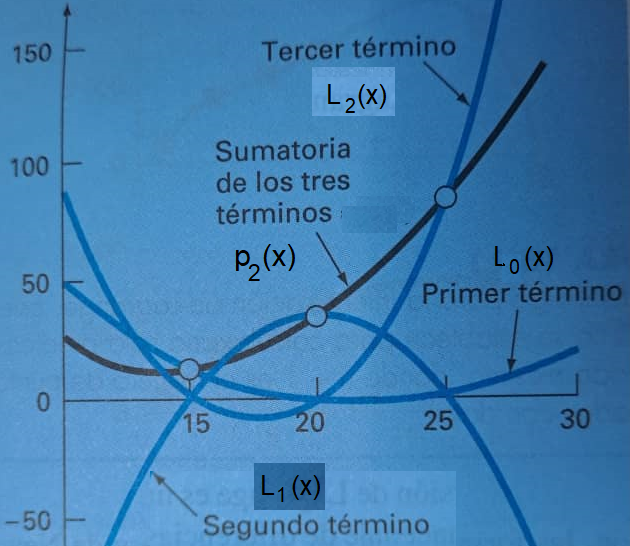 150
Tercer término
L2(x)
100
Sumatoria
de los tres
términos
p2(x)
L0(x)
50
Primer término
0
15
20
25
30
L1(x)
-50
Segundo término